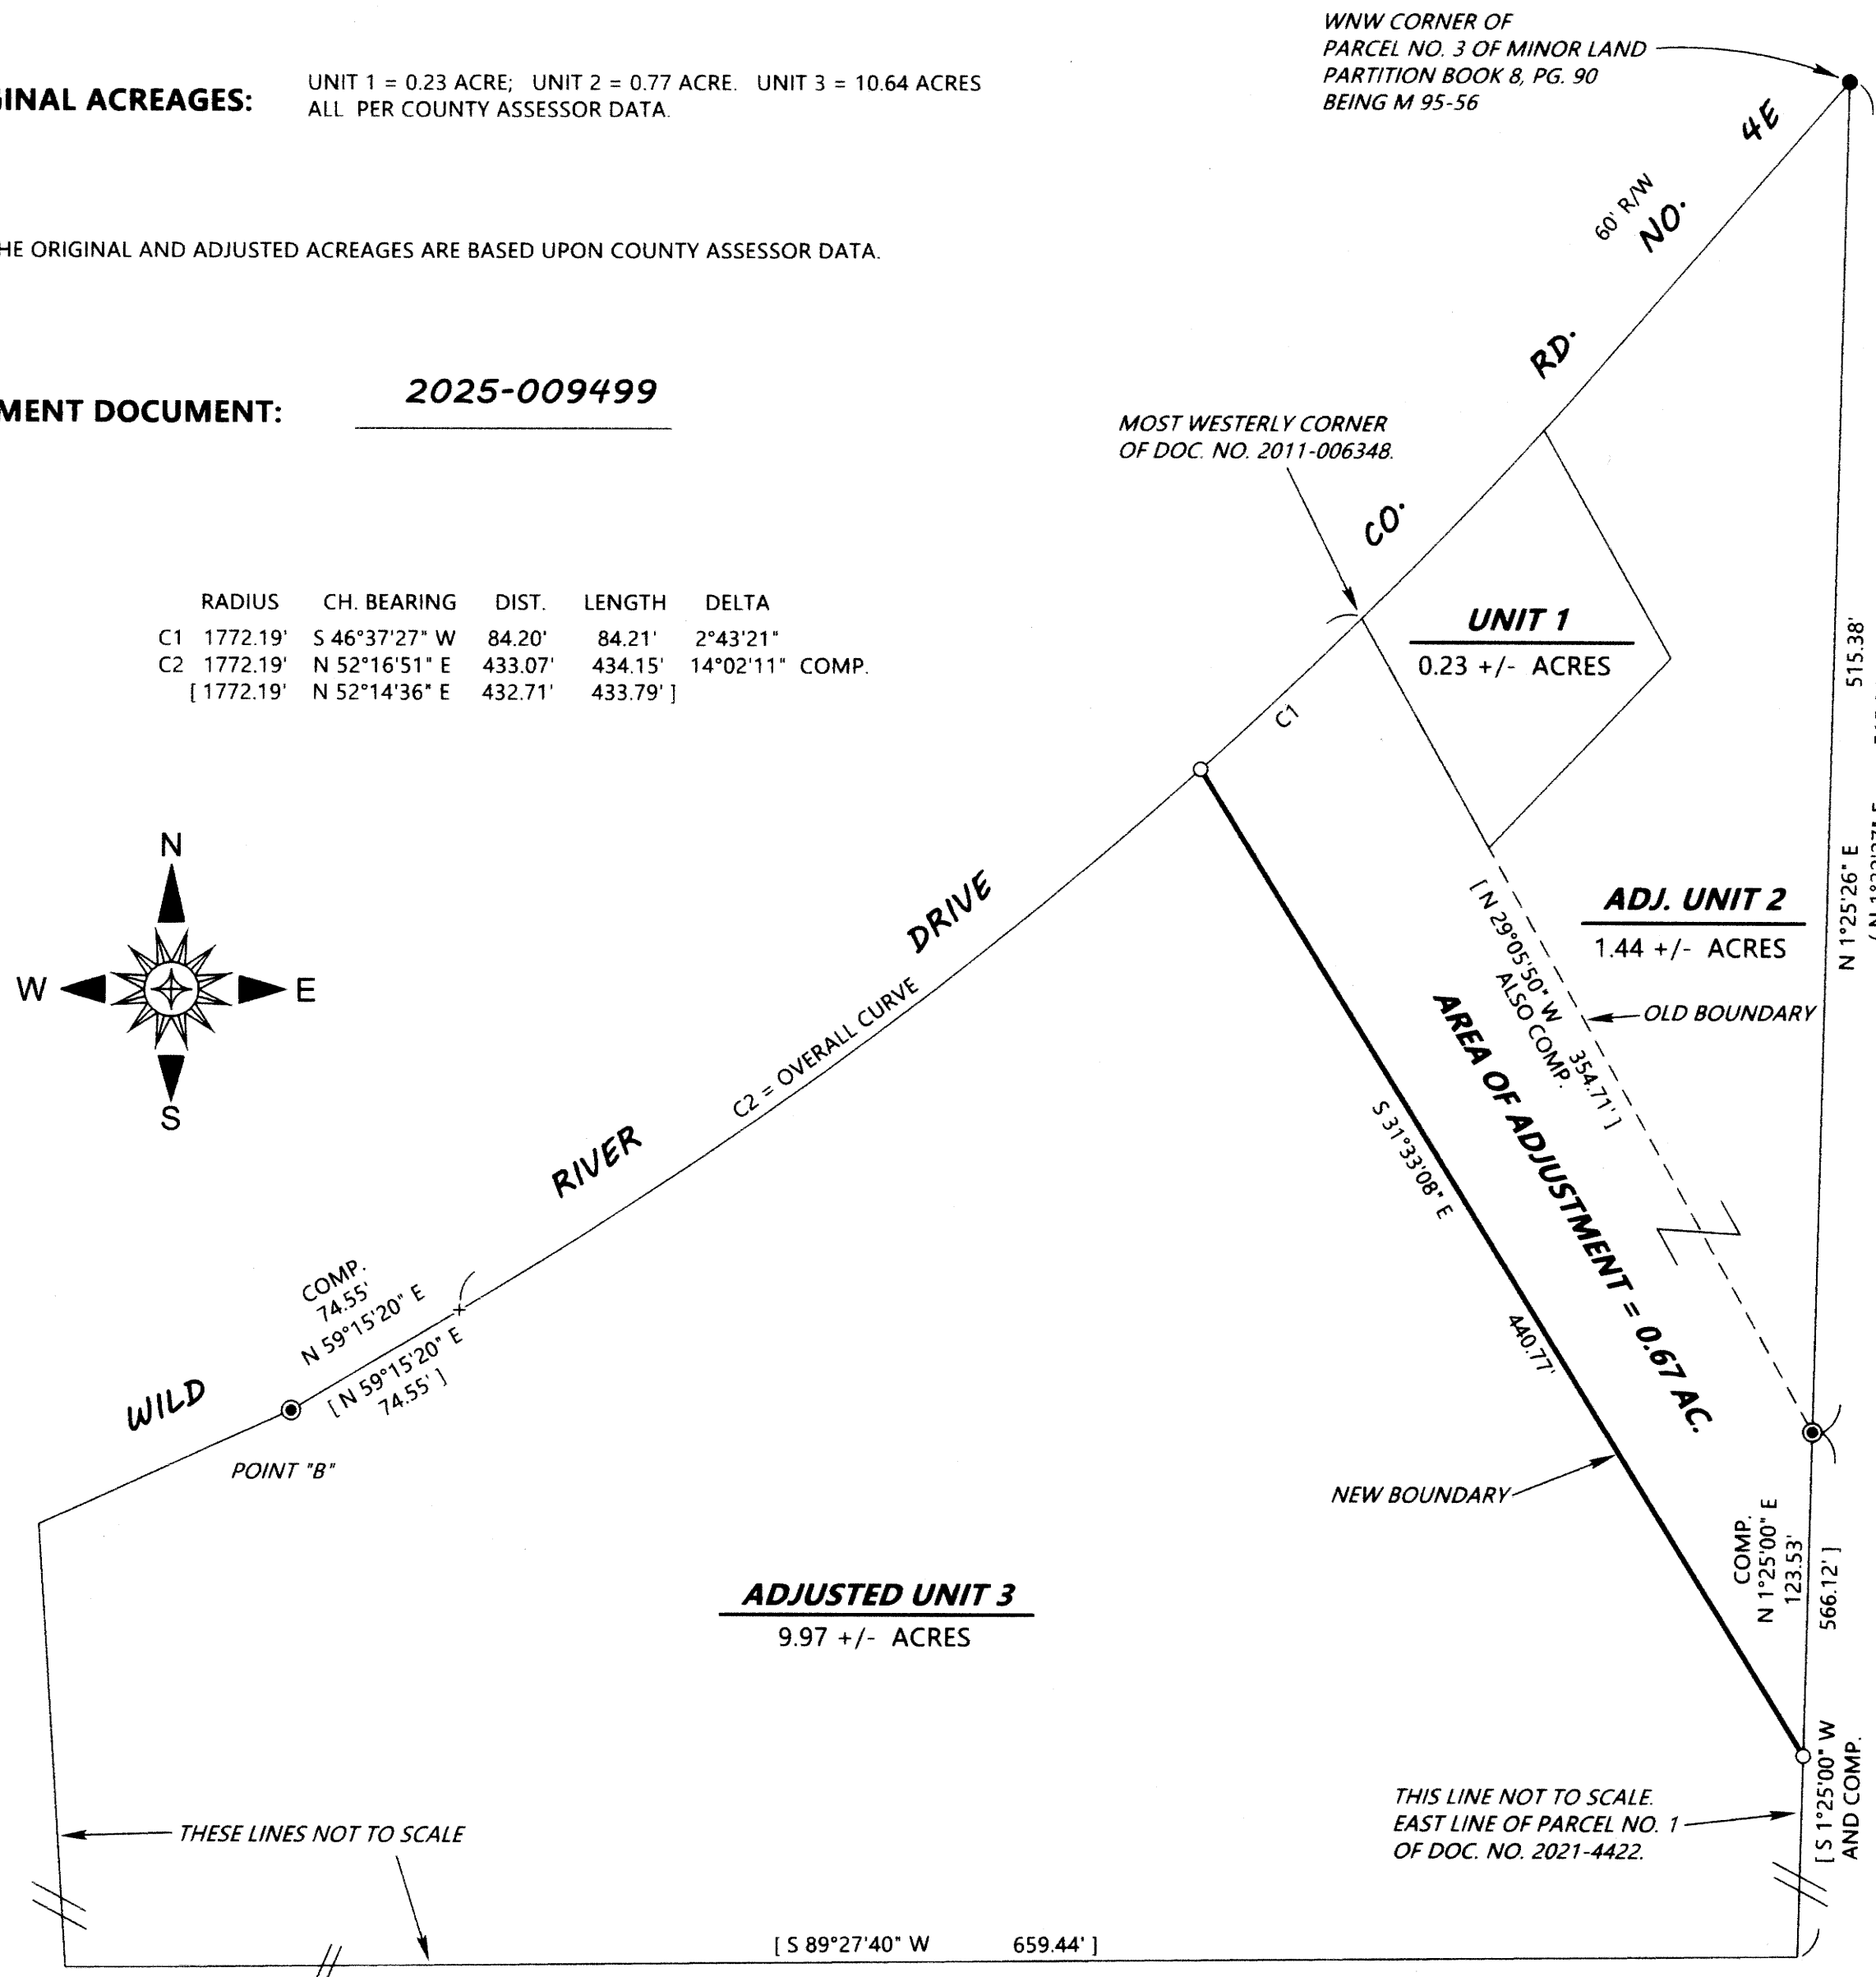 WNW CORNER OF
PARCEL NO. 3 OF MINOR LAND
PARTITION BOOK 8, PG. 90
BEING M 95-56
GINAL ACREAGES:
UNIT 1 = 0.23 ACRE; UNIT 2 = 0.77 ACRE. UNIT 3 = 10.64 ACRES
ALL PER COUNTY ASSESSOR DATA.
HE ORIGINAL AND ADJUSTED ACREAGES ARE BASED UPON COUNTY ASSESSOR DATA.
MENT DOCUMENT:
2025-009499
MOST WESTERLY CORNER
OF DOC. NO. 2011-006348.
RADIUS CH. BEARING DIST. LENGTH DELTA
C1 1772.19' S 46°37'27" W 84.20' 84.21' 2°43'21"
C2 1772.19' N 52°16'51" E 433.07' 434.15' 14°02'11" COMP.
[ 1772.19' N 52°14'36" E 432.71' 433.79' ]
WILD RIVER DRIVE
CO. RD. NO. 4E
60' R/W
C1
C2 = OVERALL CURVE
UNIT 1
0.23 +/- ACRES
ADJ. UNIT 2
1.44 +/- ACRES
515.38'
N 1°25'26" E
[ N 29°05'50" W 354.71' ]
ALSO COMP.
OLD BOUNDARY
AREA OF ADJUSTMENT = 0.67 AC.
S 31°33'08" E
440.77'
NEW BOUNDARY
N
W
E
S
COMP.
74.55'
N 59°15'20" E
[ N 59°15'20" E
74.55' ]
POINT "B"
COMP.
N 1°25'00" E
123.53'
566.12' ]
[ S 1°25'00" W
AND COMP.
ADJUSTED UNIT 3
9.97 +/- ACRES
THIS LINE NOT TO SCALE.
EAST LINE OF PARCEL NO. 1
OF DOC. NO. 2021-4422.
THESE LINES NOT TO SCALE
[ S 89°27'40" W 659.44' ]